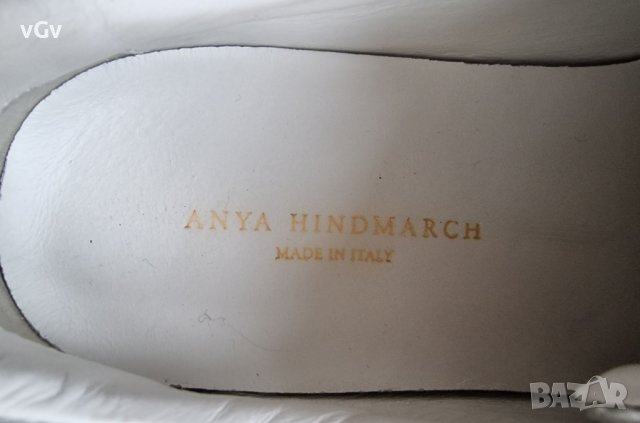 vGv
ANYA HINDMARCH
MADE IN ITALY
BAZAR